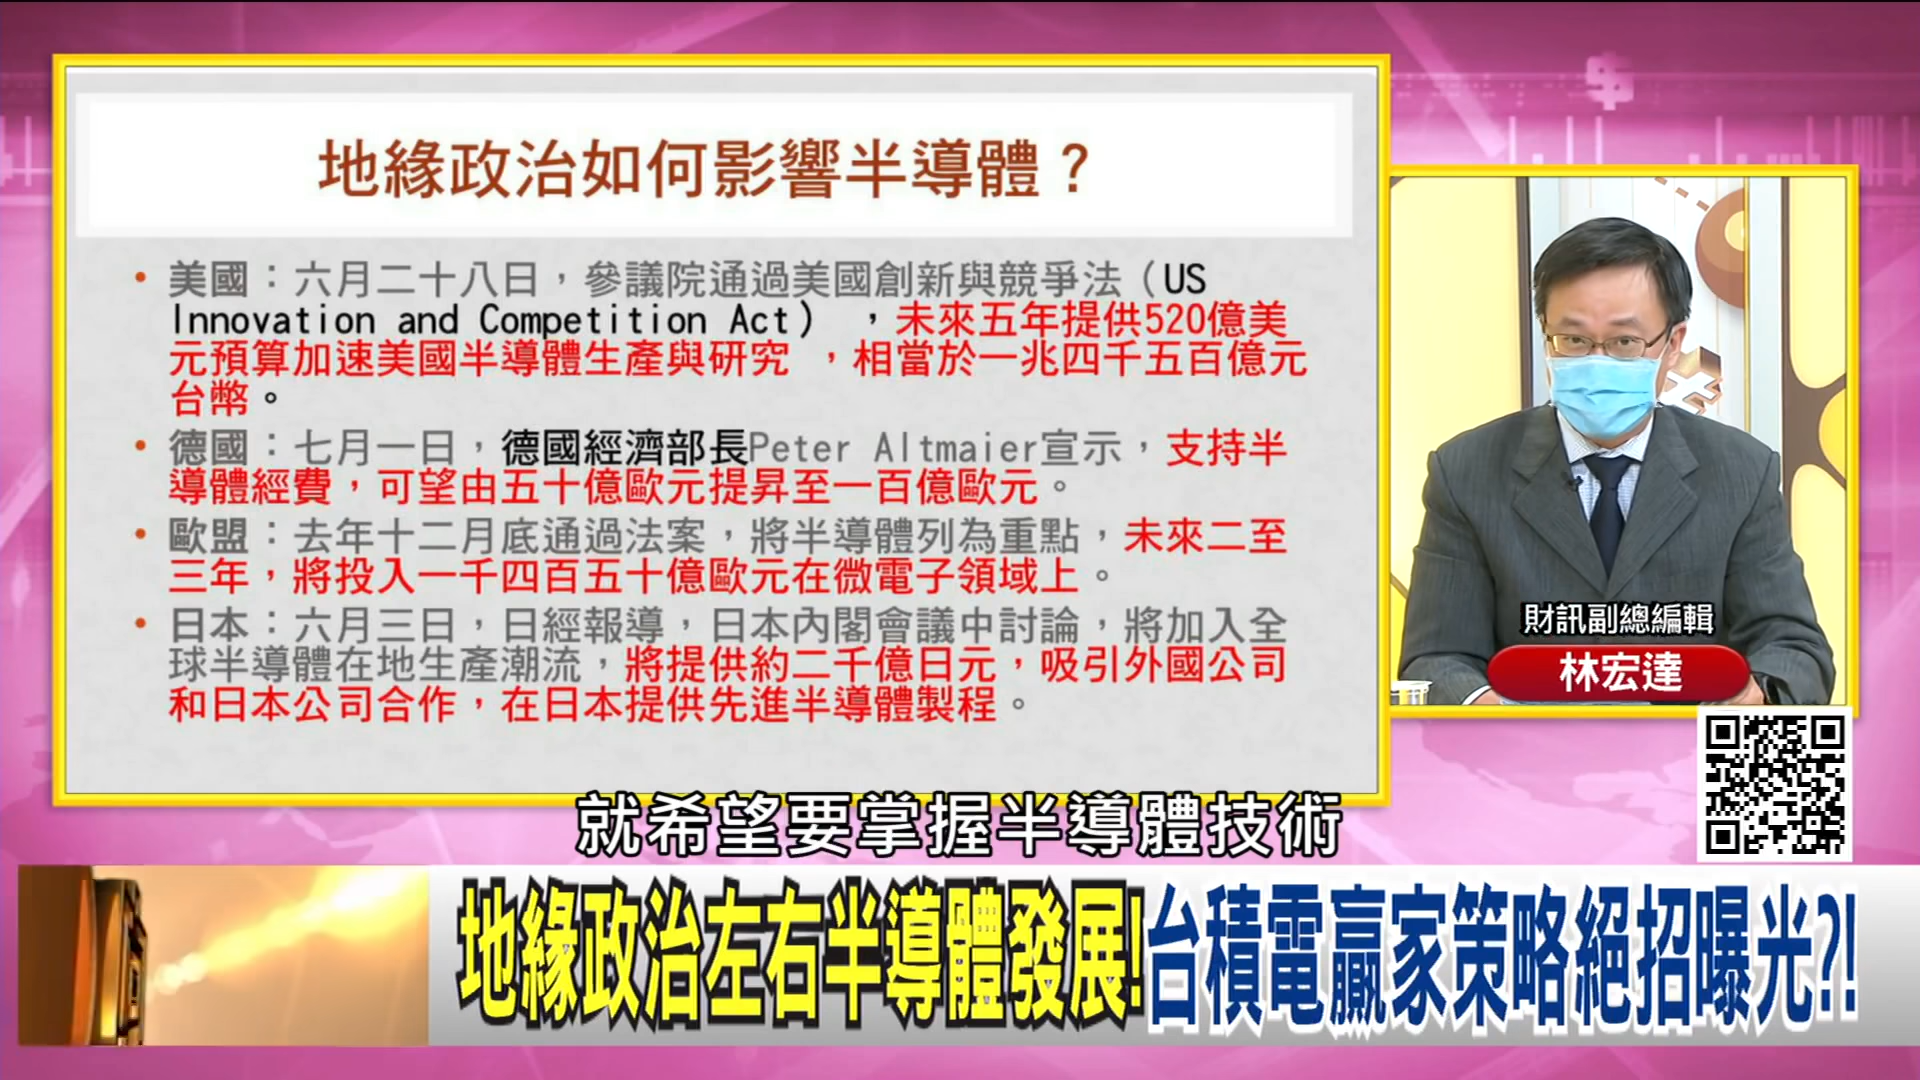 地緣政治如何影響半導體？
• 美國：六月二十八日，參議院通過美國創新與競爭法（US
Innovation and Competition Act） ，未來五年提供520億美
元預算加速美國半導體生產與研究 ，相當於一兆四千五百億元
台幣。
• 德國：七月一日，德國經濟部長Peter Altmaier宣示，支持半
導體經費，可望由五十億歐元提昇至一百億歐元。
• 歐盟：去年十二月底通過法案，將半導體列為重點，未來二至
三年，將投入一千四百五十億歐元在微電子領域上。
• 日本：六月三日，日經報導，日本內閣會議中討論，將加入全
球半導體在地生產潮流，將提供約二千億日元，吸引外國公司
和日本公司合作，在日本提供先進半導體製程。
財訊副總編輯
林宏達
就希望要掌握半導體技術
地緣政治左右半導體發展!台積電贏家策略絕招曝光?!